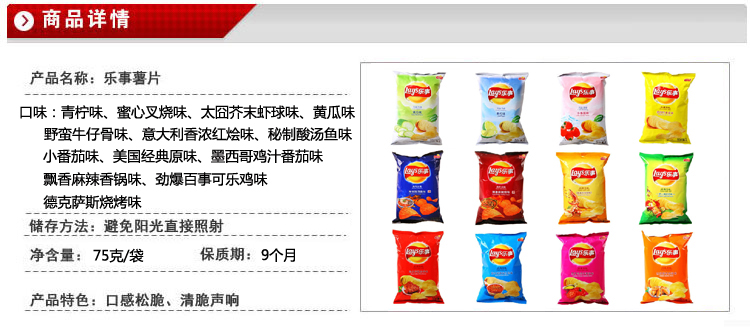 商品详情
产品名称：乐事薯片
口味：青柠味、蜜心叉烧味、太囧芥末虾球味、黄瓜味
野蛮牛仔骨味、意大利香浓红烩味、秘制酸汤鱼味
小番茄味、美国经典原味、墨西哥鸡汁番茄味
飘香麻辣香锅味、劲爆百事可乐鸡味
德克萨斯烧烤味
储存方法：避免阳光直接照射
净含量：75克/袋 保质期：9个月
产品特色：口感松脆、清脆声响
Lay's乐事 Lay's乐事 Lay's乐事 Lay's乐事
Lay's乐事 Lay's乐事 Lay's乐事 Lay's乐事
Lay's乐事 Lay's乐事 Lay's乐事 Lay's乐事